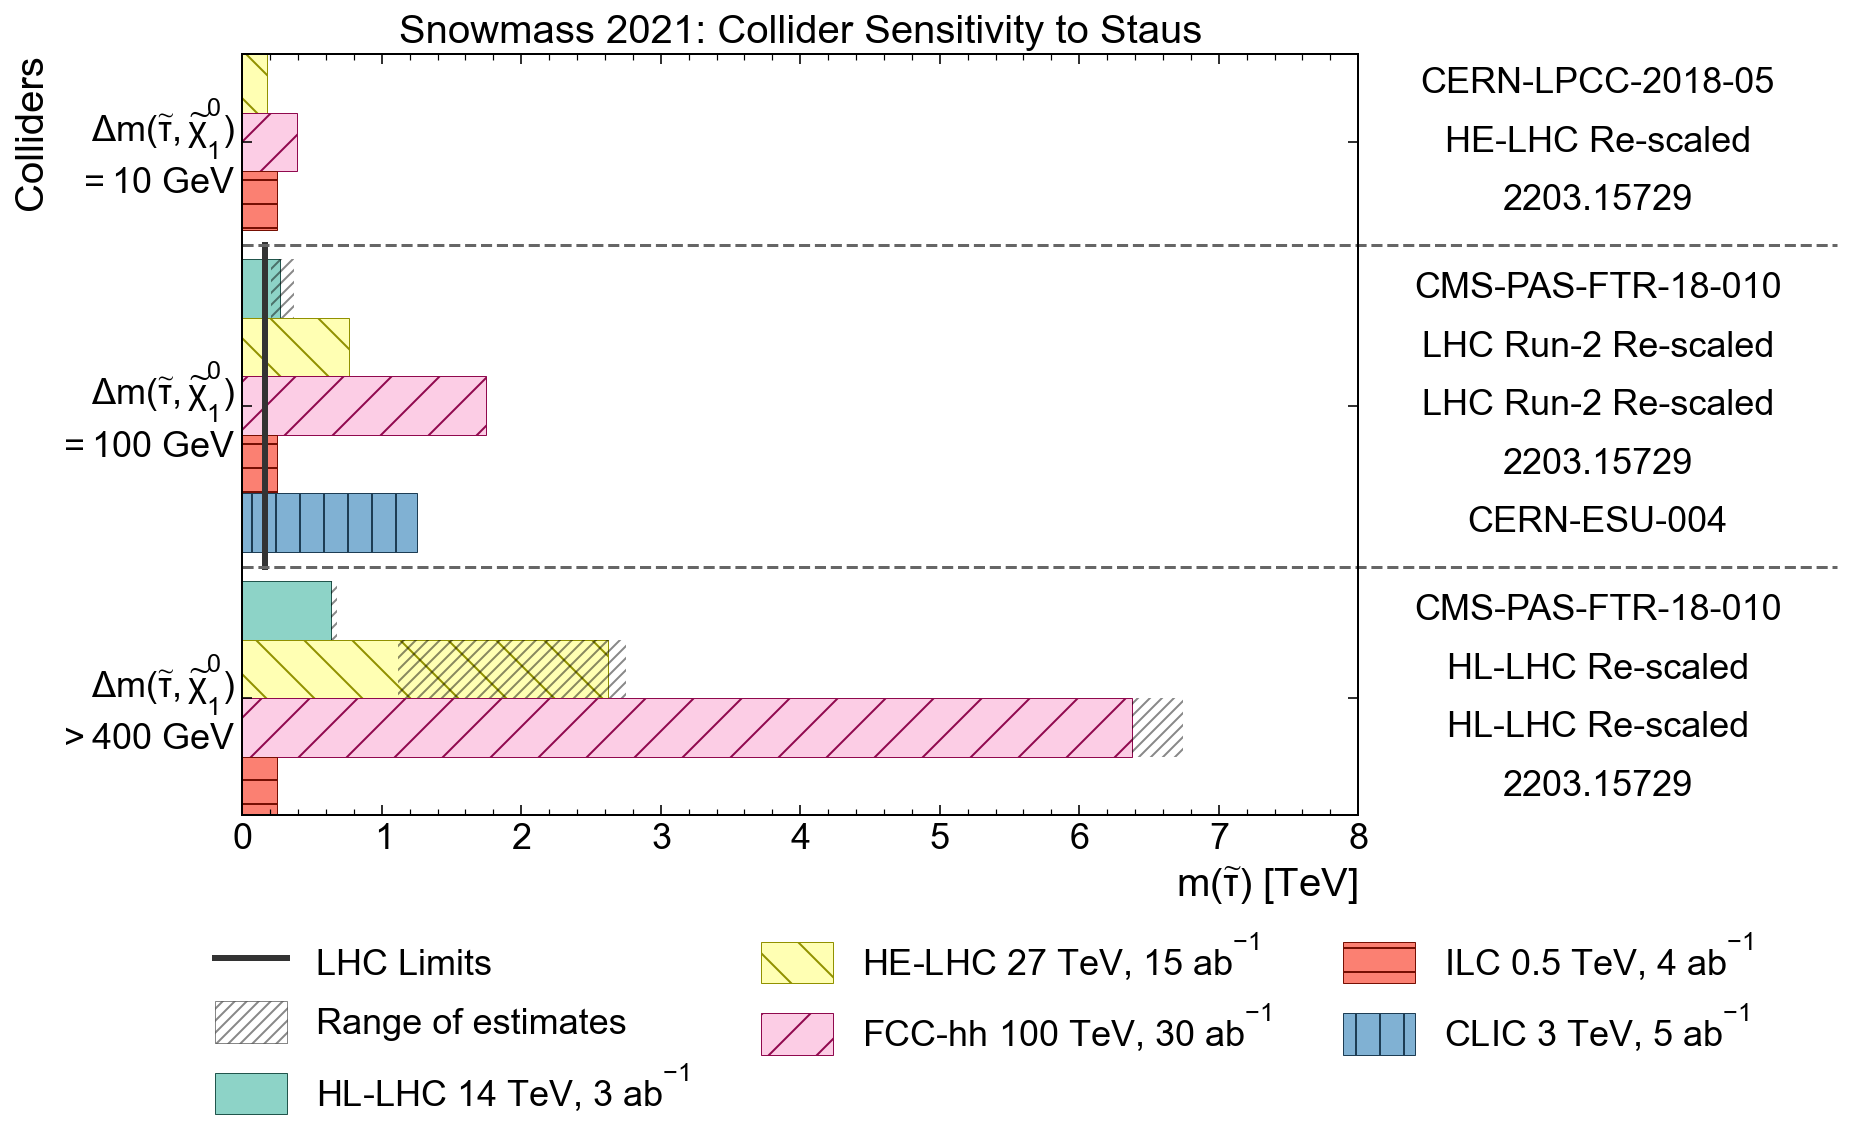 Snowmass 2021: Collider Sensitivity to Staus
Colliders
Δm(τ̃, χ̃⁰₁)
= 10 GeV
CERN-LPCC-2018-05
HE-LHC Re-scaled
2203.15729
Δm(τ̃, χ̃⁰₁)
= 100 GeV
CMS-PAS-FTR-18-010
LHC Run-2 Re-scaled
LHC Run-2 Re-scaled
2203.15729
CERN-ESU-004
Δm(τ̃, χ̃⁰₁)
> 400 GeV
CMS-PAS-FTR-18-010
HL-LHC Re-scaled
HL-LHC Re-scaled
2203.15729
0 1 2 3 4 5 6 7 8
m(τ̃) [TeV]
LHC Limits
Range of estimates
HL-LHC 14 TeV, 3 ab⁻¹
HE-LHC 27 TeV, 15 ab⁻¹
FCC-hh 100 TeV, 30 ab⁻¹
ILC 0.5 TeV, 4 ab⁻¹
CLIC 3 TeV, 5 ab⁻¹